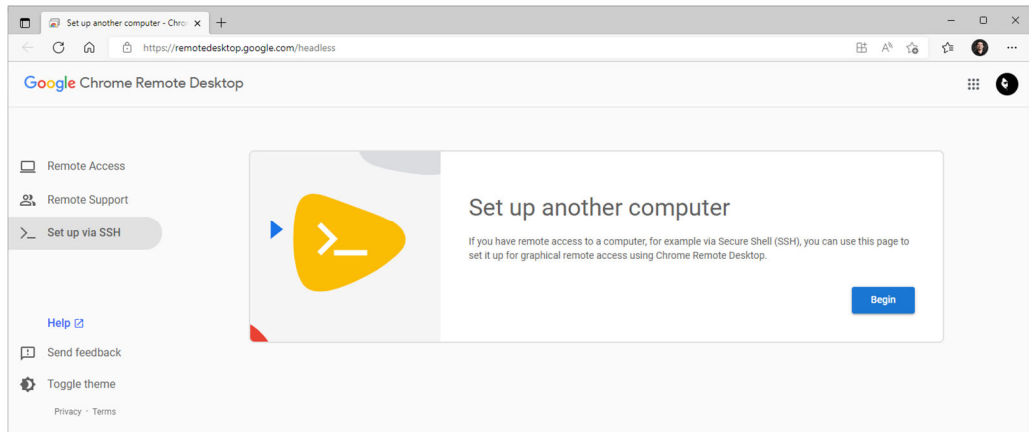 Set up another computer - Chro
https://remotedesktop.google.com/headless
Google Chrome Remote Desktop
Remote Access
Remote Support
Set up via SSH
Set up another computer
If you have remote access to a computer, for example via Secure Shell (SSH), you can use this page to
set it up for graphical remote access using Chrome Remote Desktop.
Begin
Help
Send feedback
Toggle theme
Privacy · Terms